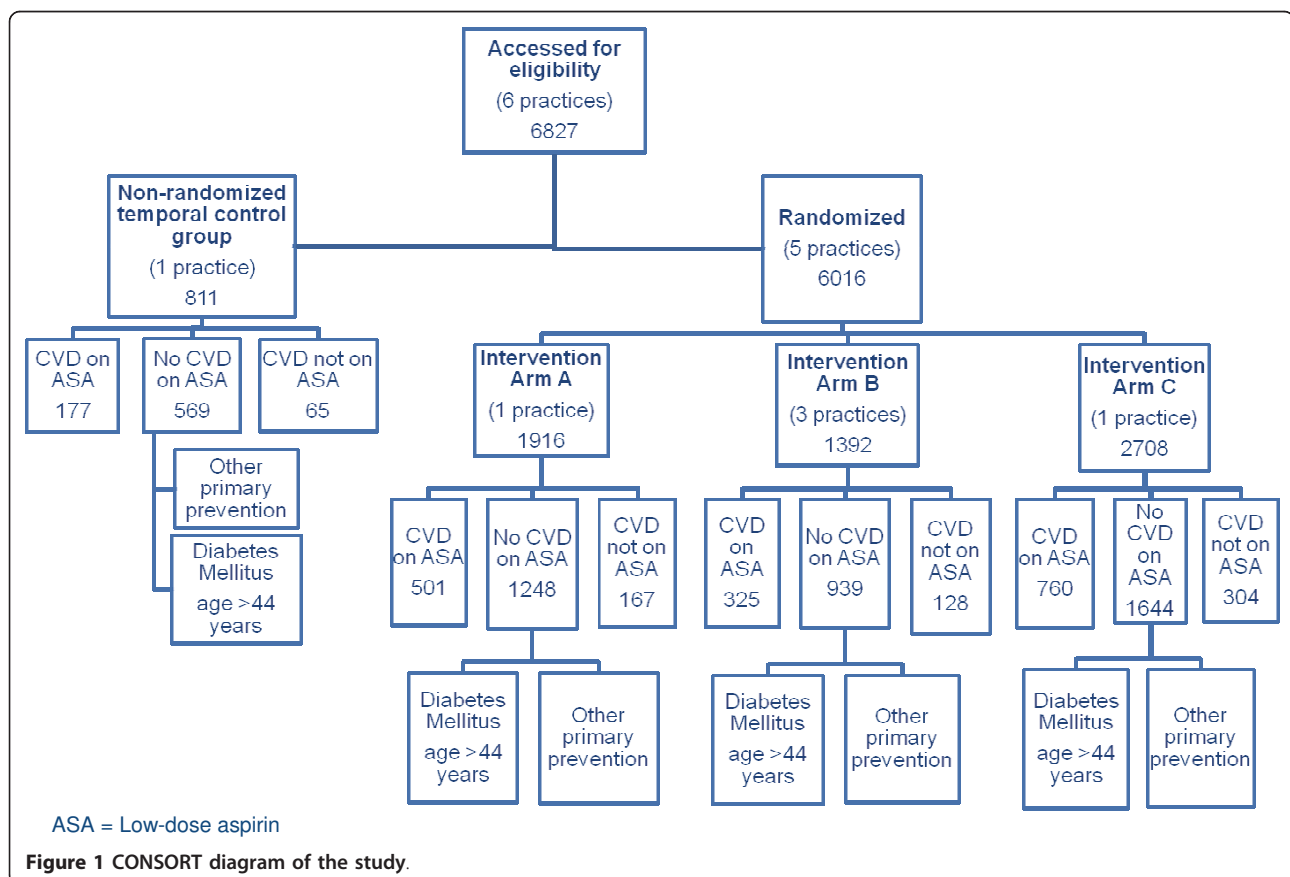 Accessed for
eligibility
(6 practices)
6827
Non-randomized
temporal control
group
(1 practice)
811
Randomized
(5 practices)
6016
CVD on
ASA
177
No CVD
on ASA
569
CVD not on
ASA
65
Other
primary
prevention
Diabetes
Mellitus
age >44
years
Intervention
Arm A
(1 practice)
1916
Intervention
Arm B
(3 practices)
1392
Intervention
Arm C
(1 practice)
2708
CVD
on ASA
501
No CVD
on ASA
1248
CVD
not on
ASA
167
CVD
on
ASA
325
No CVD
on ASA
939
CVD
not on
ASA
128
CVD
on ASA
760
No
CVD
on
ASA
1644
CVD
not on
ASA
304
Diabetes
Mellitus
age >44
years
Other
primary
prevention
Diabetes
Mellitus
age >44
years
Other
primary
prevention
Diabetes
Mellitus
age >44
years
Other
primary
prevention
ASA = Low-dose aspirin
Figure 1 CONSORT diagram of the study.